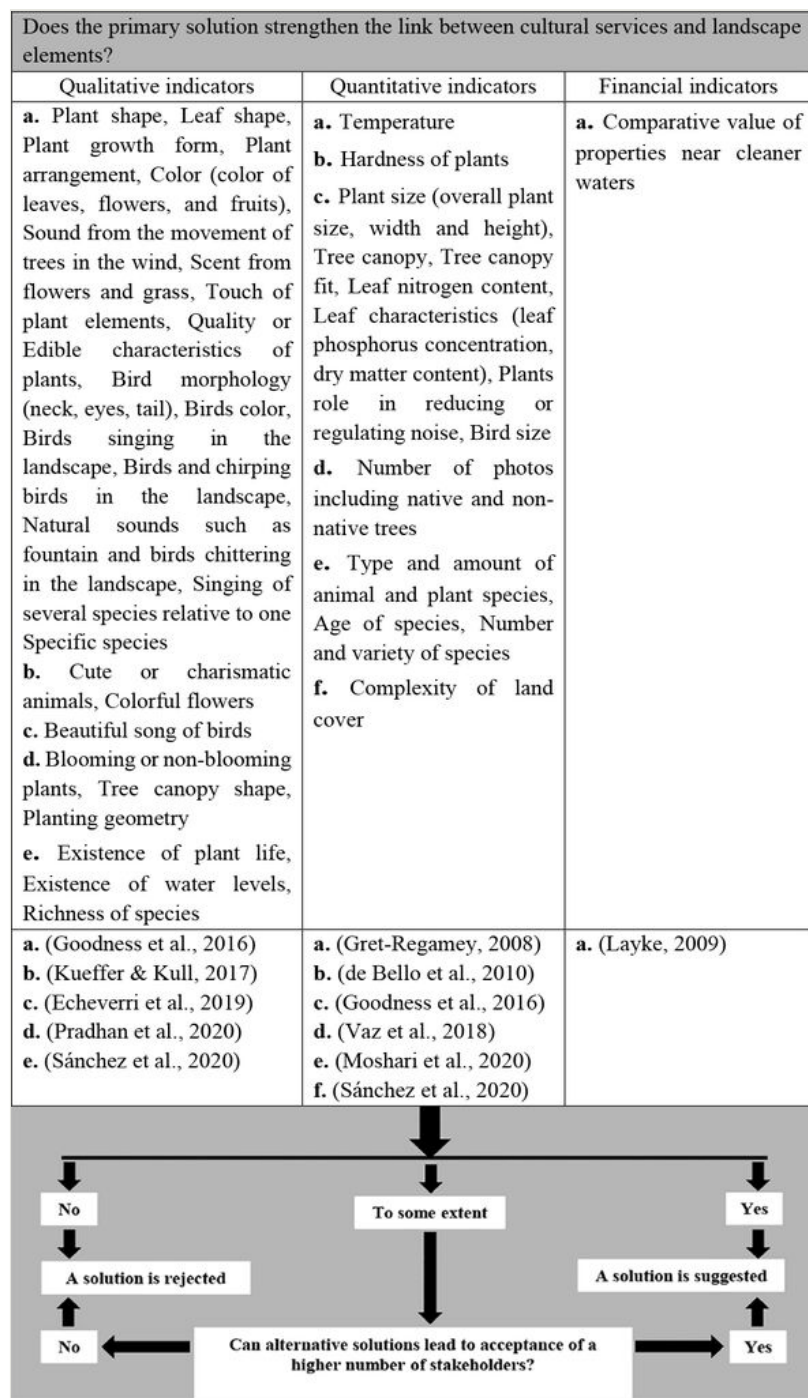 Does the primary solution strengthen the link between cultural services and landscape
elements?
Qualitative indicators
Quantitative indicators
Financial indicators
a. Plant shape, Leaf shape,
Plant growth form, Plant
arrangement, Color (color of
leaves, flowers, and fruits),
Sound from the movement of
trees in the wind, Scent from
flowers and grass, Touch of
plant elements, Quality or
Edible characteristics of
plants, Bird morphology
(neck, eyes, tail), Birds color,
Birds singing in the
landscape, Birds and chirping
birds in the landscape,
Natural sounds such as
fountain and birds chittering
in the landscape, Singing of
several species relative to one
Specific species
b. Cute or charismatic
animals, Colorful flowers
c. Beautiful song of birds
d. Blooming or non-blooming
plants, Tree canopy shape,
Planting geometry
e. Existence of plant life,
Existence of water levels,
Richness of species
a. Temperature
b. Hardness of plants
c. Plant size (overall plant
size, width and height),
Tree canopy, Tree canopy
fit, Leaf nitrogen content,
Leaf characteristics (leaf
phosphorus concentration,
dry matter content), Plants
role in reducing or
regulating noise, Bird size
d. Number of photos
including native and non-
native trees
e. Type and amount of
animal and plant species,
Age of species, Number
and variety of species
f. Complexity of land
cover
a. Comparative value of
properties near cleaner
waters
a. (Goodness et al., 2016)
b. (Kueffer & Kull, 2017)
c. (Echeverri et al., 2019)
d. (Pradhan et al., 2020)
e. (Sánchez et al., 2020)
a. (Gret-Regamey, 2008)
b. (de Bello et al., 2010)
c. (Goodness et al., 2016)
d. (Vaz et al., 2018)
e. (Moshari et al., 2020)
f. (Sánchez et al., 2020)
a. (Layke, 2009)
No
To some extent
Yes
A solution is rejected
A solution is suggested
No
Can alternative solutions lead to acceptance of a
higher number of stakeholders?
Yes